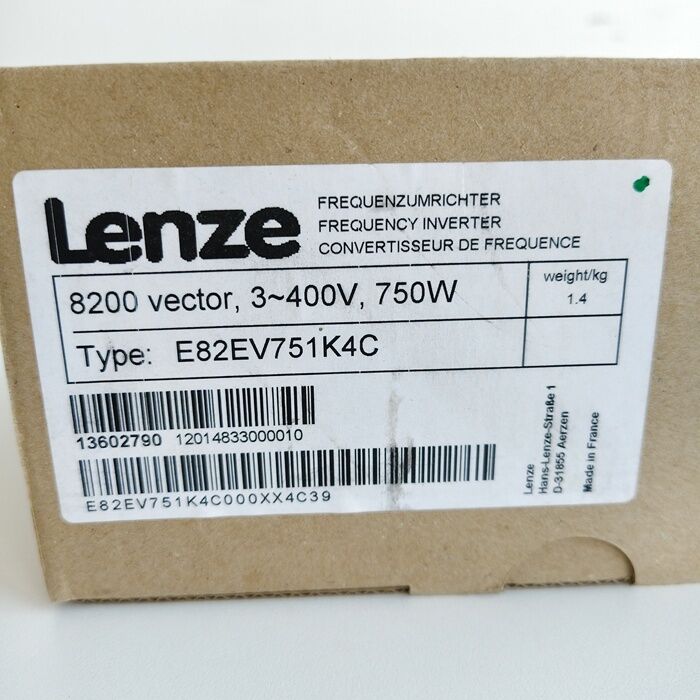 Lenze
FREQUENZUMRICHTER
FREQUENCY INVERTER
CONVERTISSEUR DE FREQUENCE
8200 vector, 3~400V, 750W
weight/kg
1.4
Type: E82EV751K4C
13602790 12014833000010
E82EV751K4C000XX4C39
Lenze
Hans-Lenze-Straße 1
D-31855 Aerzen
Made in France